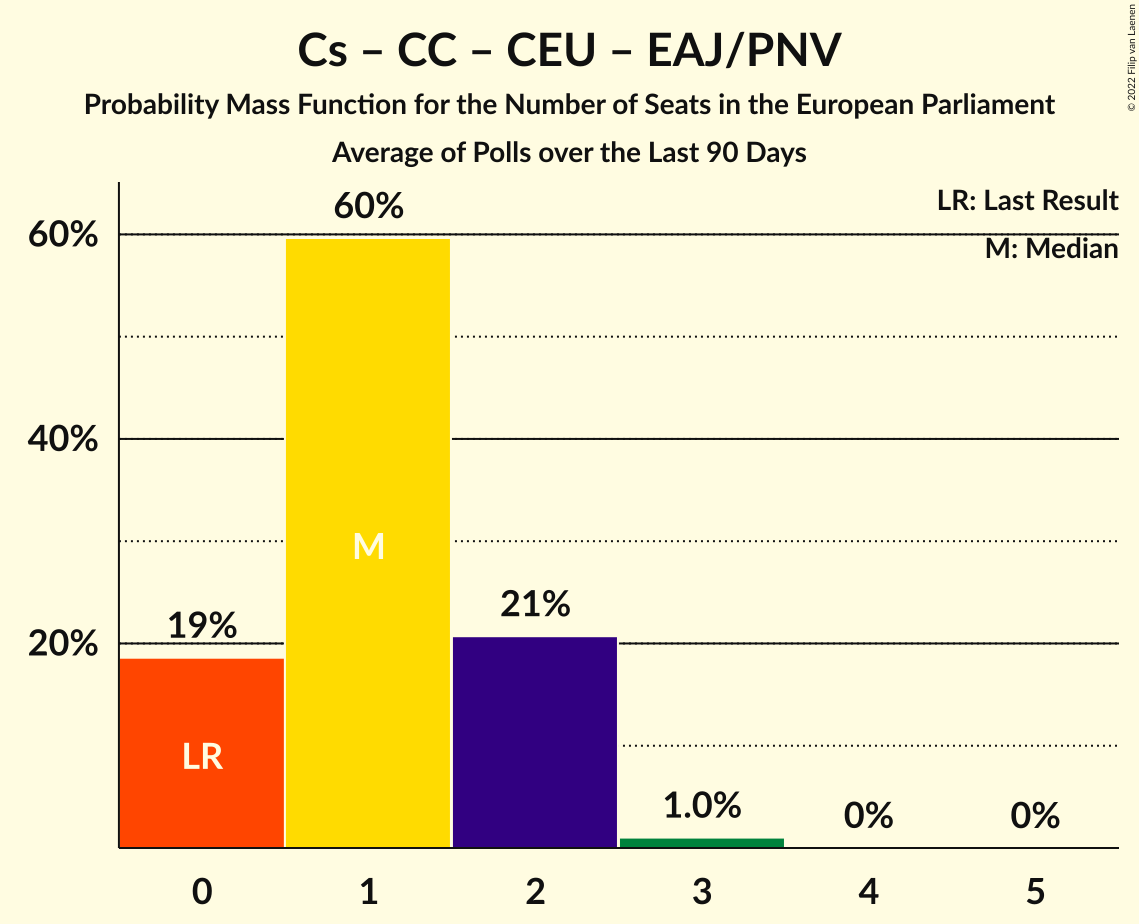 Cs – CC – CEU – EAJ/PNV
Probability Mass Function for the Number of Seats in the European Parliament
Average of Polls over the Last 90 Days
© 2022 Filip van Laenen
LR: Last Result
M: Median
60%
40%
20%
19%
60%
21%
1.0%
0%
0%
LR
M
0 1 2 3 4 5